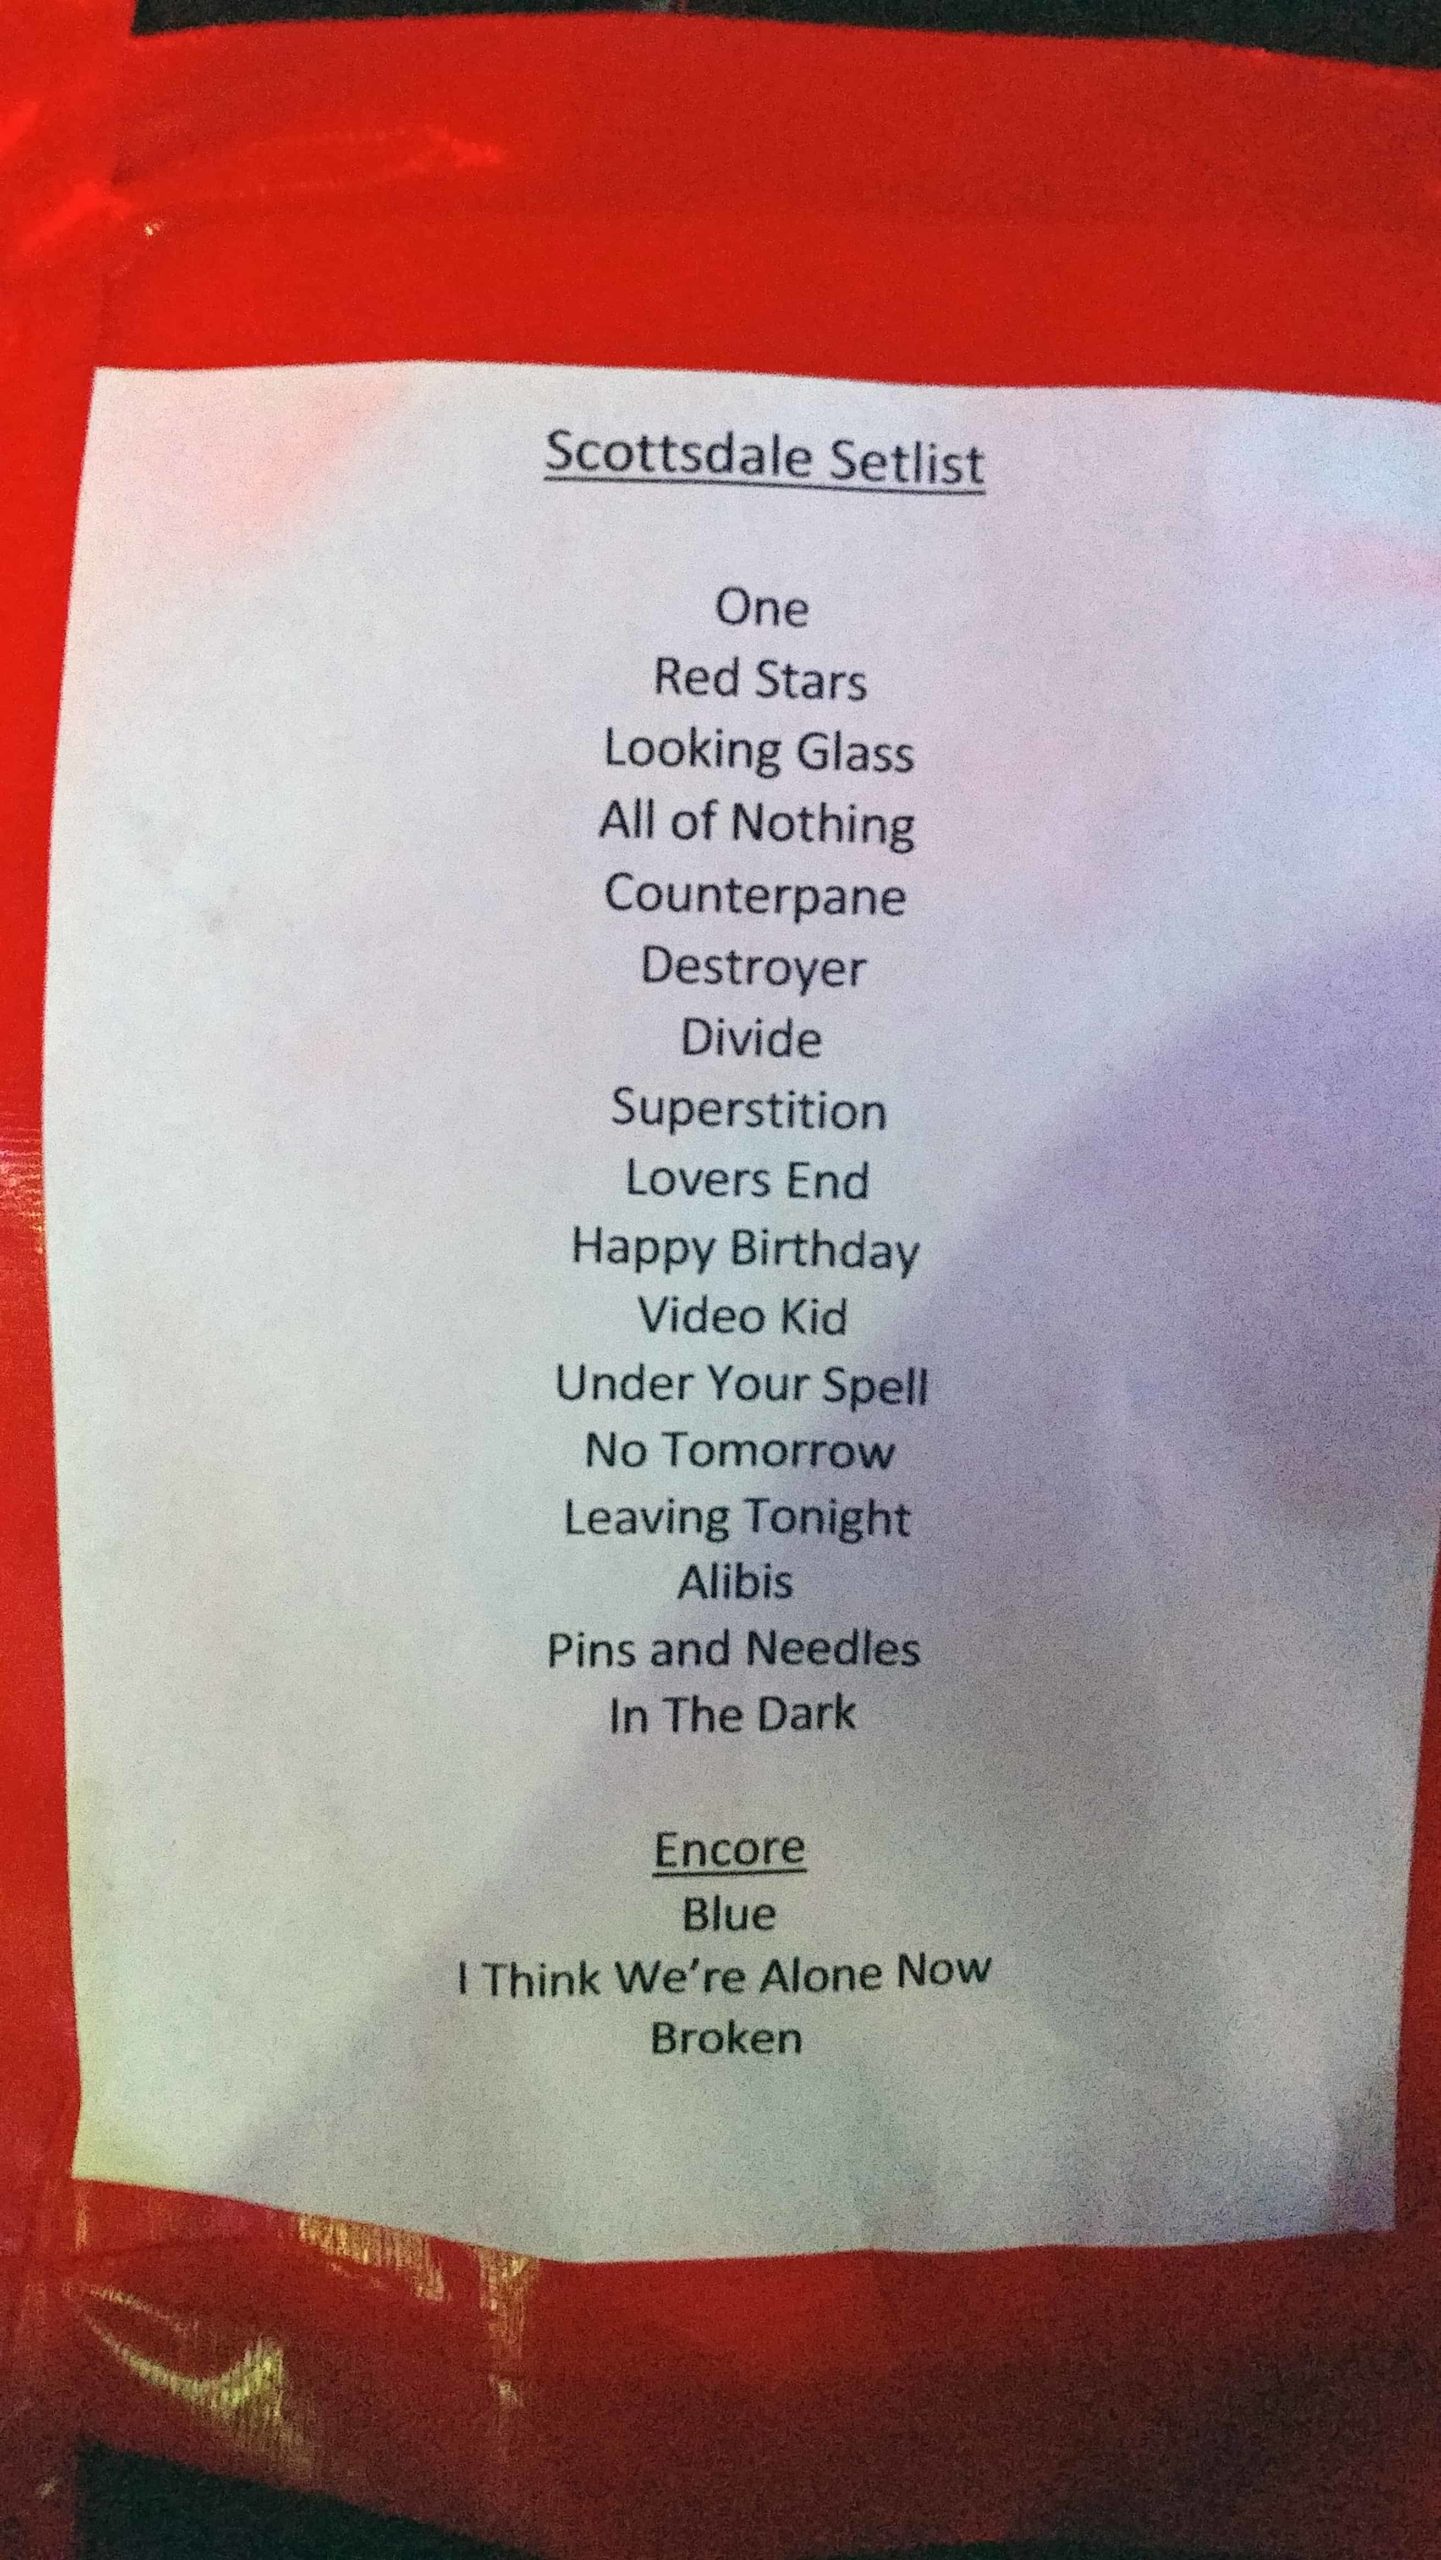 Scottsdale Setlist
One
Red Stars
Looking Glass
All of Nothing
Counterpane
Destroyer
Divide
Superstition
Lovers End
Happy Birthday
Video Kid
Under Your Spell
No Tomorrow
Leaving Tonight
Alibis
Pins and Needles
In The Dark
Encore
Blue
I Think We’re Alone Now
Broken